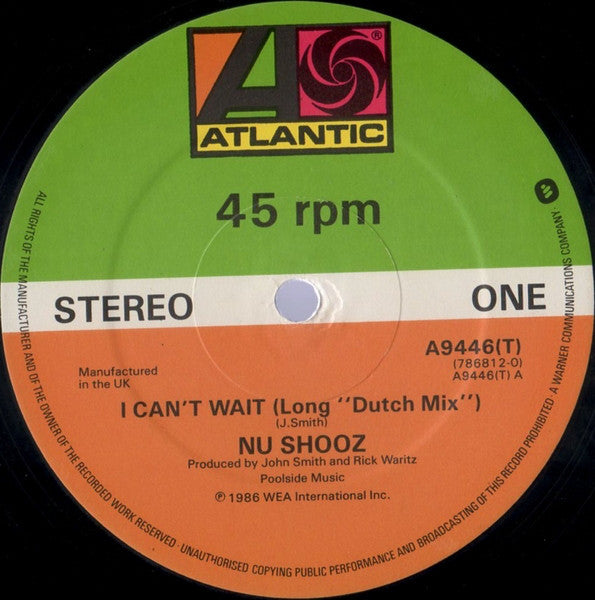 ATLANTIC
®
45 rpm
STEREO
ONE
A9446(T)
(786812-0)
A9446(T) A
Manufactured
in the UK
I CAN'T WAIT (Long "Dutch Mix")
(J.Smith)
NU SHOOZ
Produced by John Smith and Rick Waritz
Poolside Music
℗ 1986 WEA International Inc.
ALL RIGHTS OF THE MANUFACTURER AND OF THE OWNER OF THE RECORDED WORK RESERVED · UNAUTHORISED COPYING PUBLIC PERFORMANCE AND BROADCASTING OF THIS RECORD PROHIBITED · A WARNER COMMUNICATIONS COMPANY ·